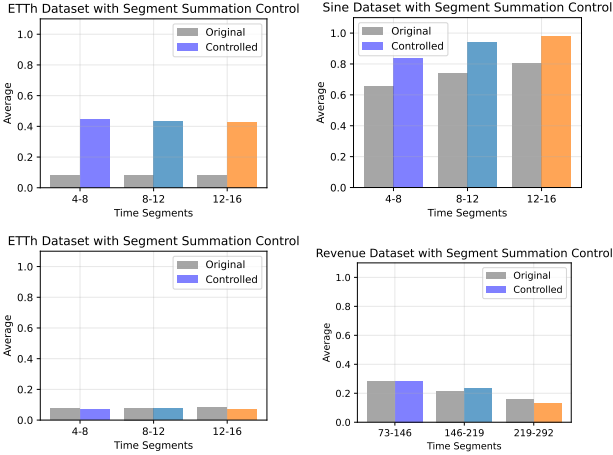 ETTh Dataset with Segment Summation Control
Average
1.0
0.8
0.6
0.4
0.2
0.0
Original
Controlled
4-8
8-12
12-16
Time Segments
Sine Dataset with Segment Summation Control
Average
1.0
0.8
0.6
0.4
0.2
0.0
Original
Controlled
4-8
8-12
12-16
Time Segments
ETTh Dataset with Segment Summation Control
Average
1.0
0.8
0.6
0.4
0.2
0.0
Original
Controlled
4-8
8-12
12-16
Time Segments
Revenue Dataset with Segment Summation Control
Average
1.0
0.8
0.6
0.4
0.2
0.0
Original
Controlled
73-146
146-219
219-292
Time Segments